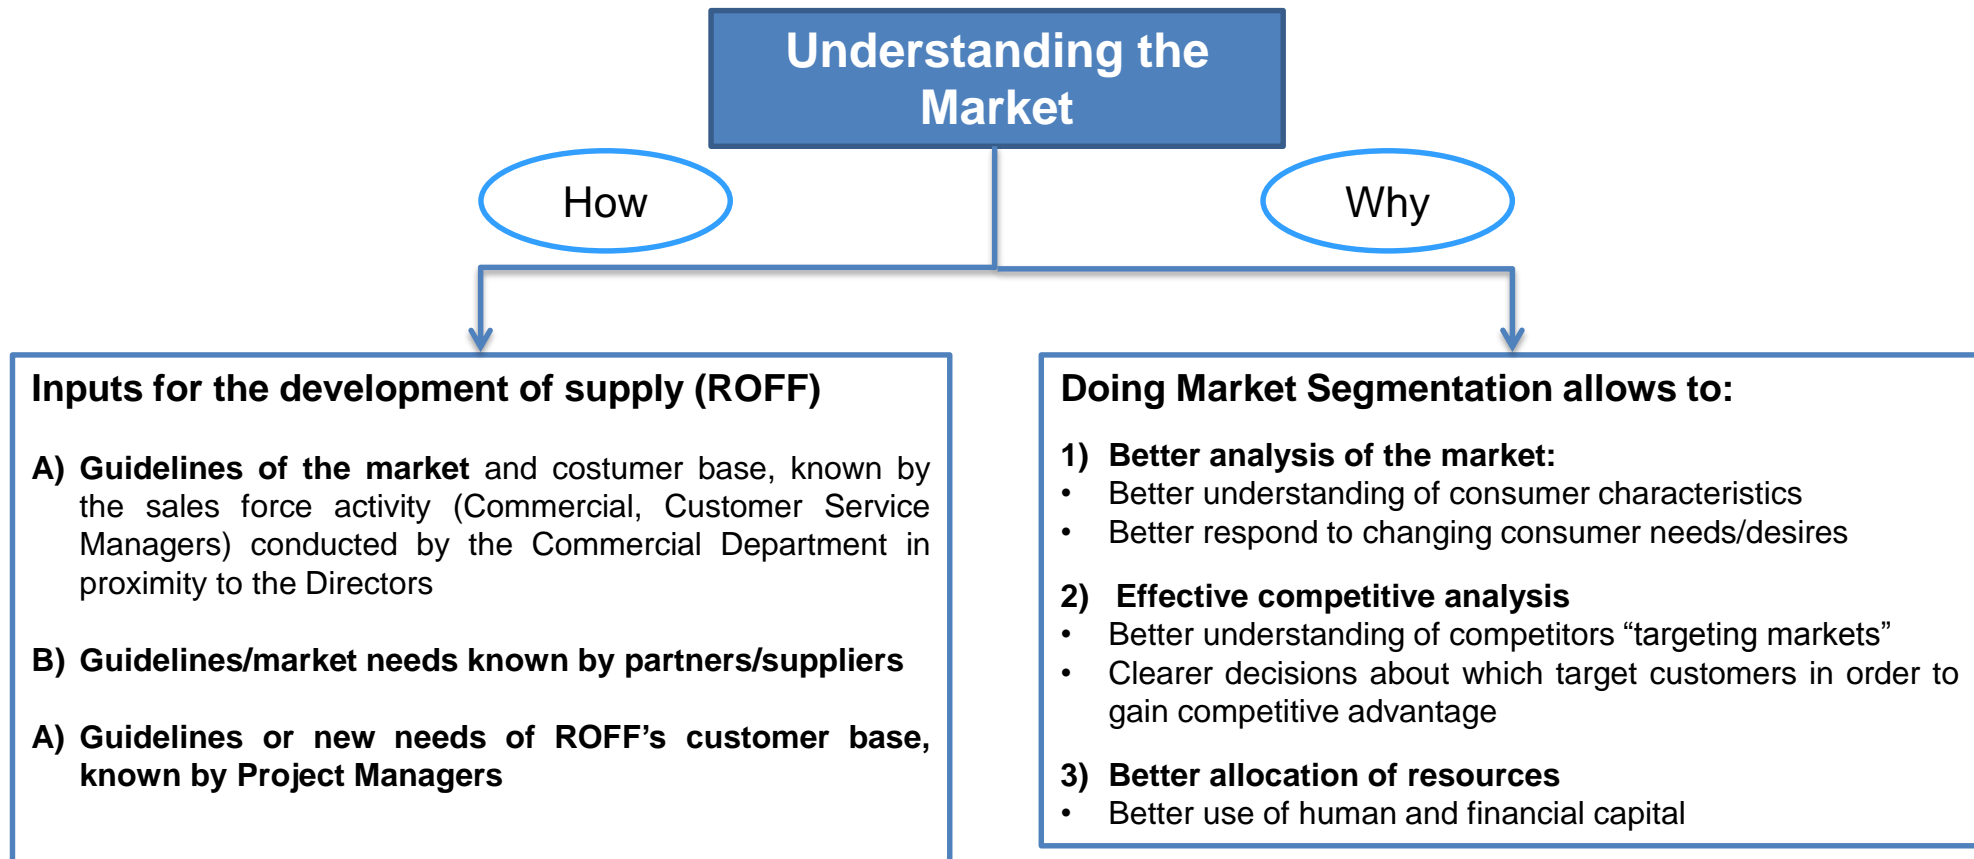 Understanding the
Market
How
Why
Inputs for the development of supply (ROFF)
A) Guidelines of the market and costumer base, known by
the sales force activity (Commercial, Customer Service
Managers) conducted by the Commercial Department in
proximity to the Directors
B) Guidelines/market needs known by partners/suppliers
A) Guidelines or new needs of ROFF’s customer base,
known by Project Managers
Doing Market Segmentation allows to:
1) Better analysis of the market:
• Better understanding of consumer characteristics
• Better respond to changing consumer needs/desires
2) Effective competitive analysis
• Better understanding of competitors “targeting markets”
• Clearer decisions about which target customers in order to
gain competitive advantage
3) Better allocation of resources
• Better use of human and financial capital